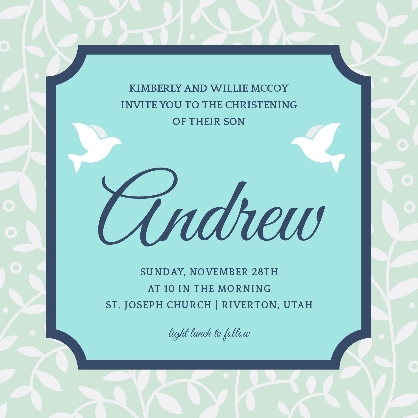 KIMBERLY AND WILLIE MCCOY
INVITE YOU TO THE CHRISTENING
OF THEIR SON
Andrew
SUNDAY, NOVEMBER 28TH
AT 10 IN THE MORNING
ST. JOSEPH CHURCH | RIVERTON, UTAH
light lunch to follow